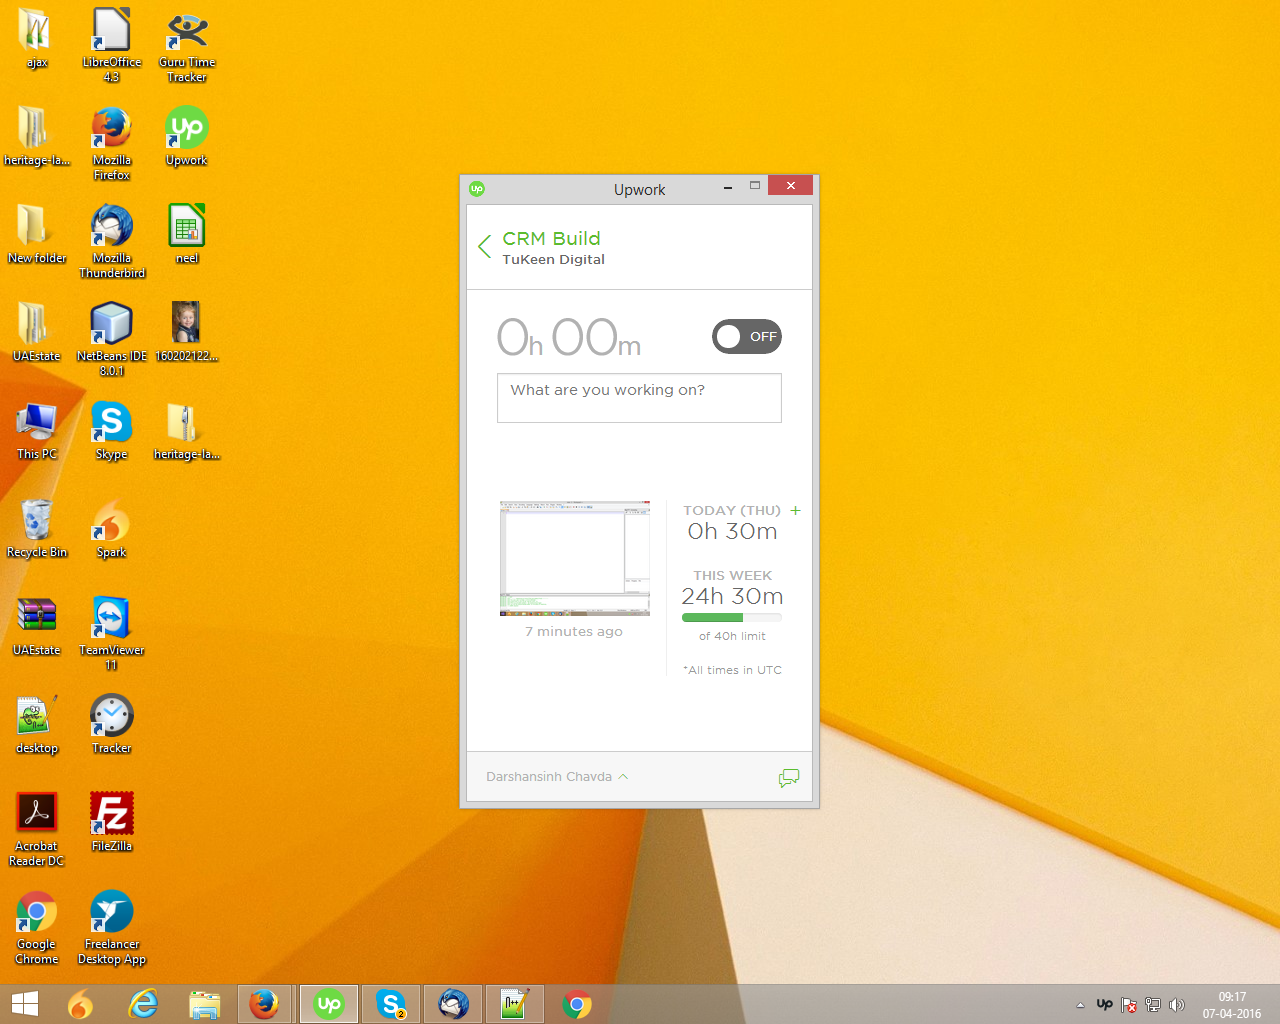 ajax
LibreOffice
4.3
Guru Time
Tracker
heritage-la...
Mozilla
Firefox
Upwork
New folder
Mozilla
Thunderbird
neel
UAEstate
NetBeans IDE
8.0.1
160202122...
This PC
Skype
heritage-la...
Recycle Bin
Spark
UAEstate
TeamViewer
11
desktop
Tracker
Acrobat
Reader DC
FileZilla
Google
Chrome
Freelancer
Desktop App
Upwork
CRM Build
TuKeen Digital
0h 00m
OFF
What are you working on?
7 minutes ago
TODAY (THU) +
0h 30m
THIS WEEK
24h 30m
of 40h limit
*All times in UTC
Darshansinh Chavda
2
09:17
07-04-2016